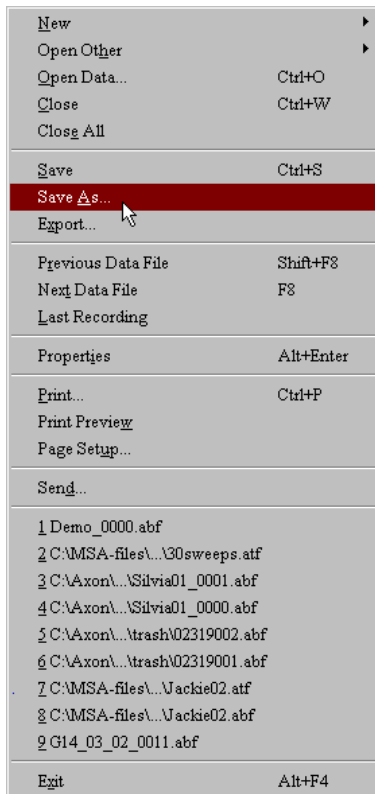 New
Open Other
Open Data... Ctrl+O
Close Ctrl+W
Close All
Save Ctrl+S
Save As...
Export...
Previous Data File Shift+F8
Next Data File F8
Last Recording
Properties Alt+Enter
Print... Ctrl+P
Print Preview
Page Setup...
Send...
1 Demo_0000.abf
2 C:\MSA-files\...\30sweeps.atf
3 C:\Axon\...\Silvia01_0001.abf
4 C:\Axon\...\Silvia01_0000.abf
5 C:\Axon\...\trash\02319002.abf
6 C:\Axon\...\trash\02319001.abf
7 C:\MSA-files\...\Jackie02.atf
8 C:\MSA-files\...\Jackie02.abf
9 G14_03_02_0011.abf
Exit Alt+F4